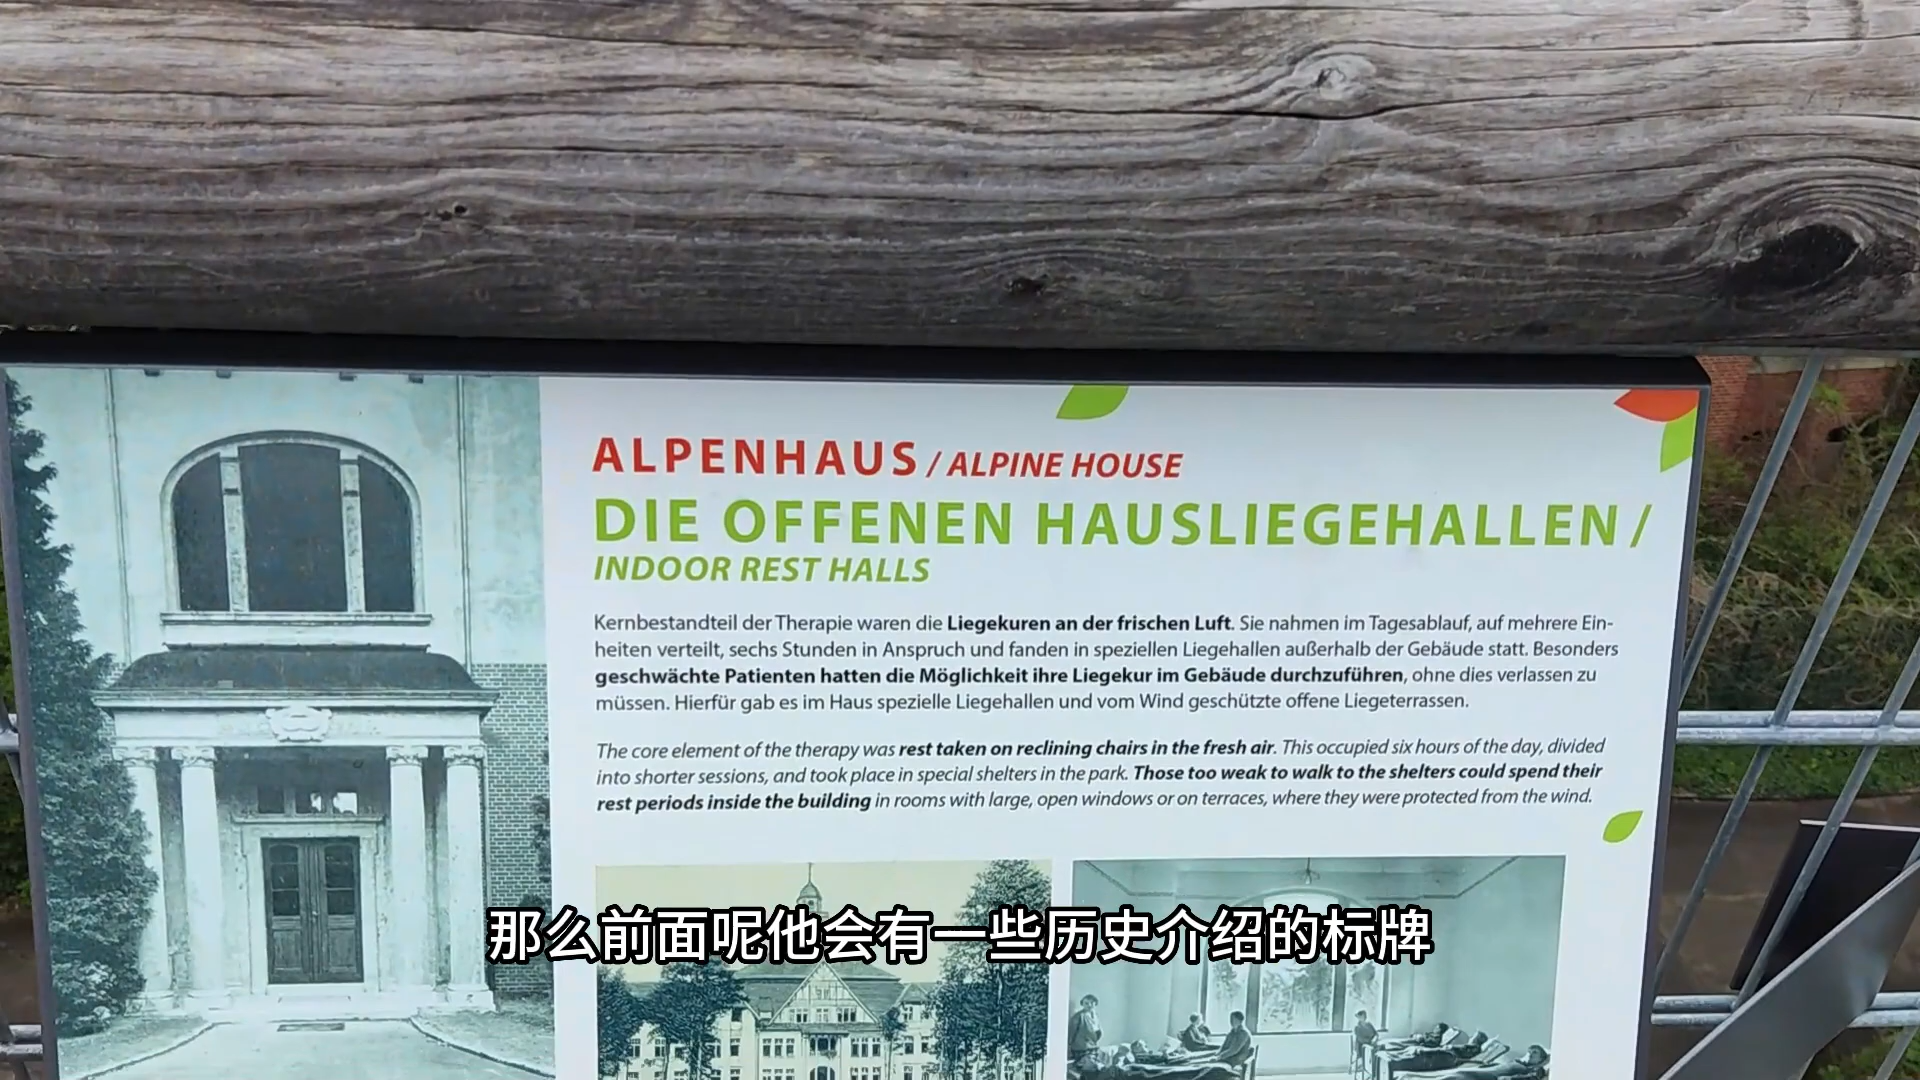 ALPENHAUS / ALPINE HOUSE
DIE OFFENEN HAUSLIEGEHALLEN /
INDOOR REST HALLS
Kernbestandteil der Therapie waren die Liegekuren an der frischen Luft. Sie nahmen im Tagesablauf, auf mehrere Ein-
heiten verteilt, sechs Stunden in Anspruch und fanden in speziellen Liegehallen außerhalb der Gebäude statt. Besonders
geschwächte Patienten hatten die Möglichkeit ihre Liegekur im Gebäude durchzuführen, ohne dies verlassen zu
müssen. Hierfür gab es im Haus spezielle Liegehallen und vom Wind geschützte offene Liegeterrassen.
The core element of the therapy was rest taken on reclining chairs in the fresh air. This occupied six hours of the day, divided
into shorter sessions, and took place in special shelters in the park. Those too weak to walk to the shelters could spend their
rest periods inside the building in rooms with large, open windows or on terraces, where they were protected from the wind.
那么前面呢他会有一些历史介绍的标牌